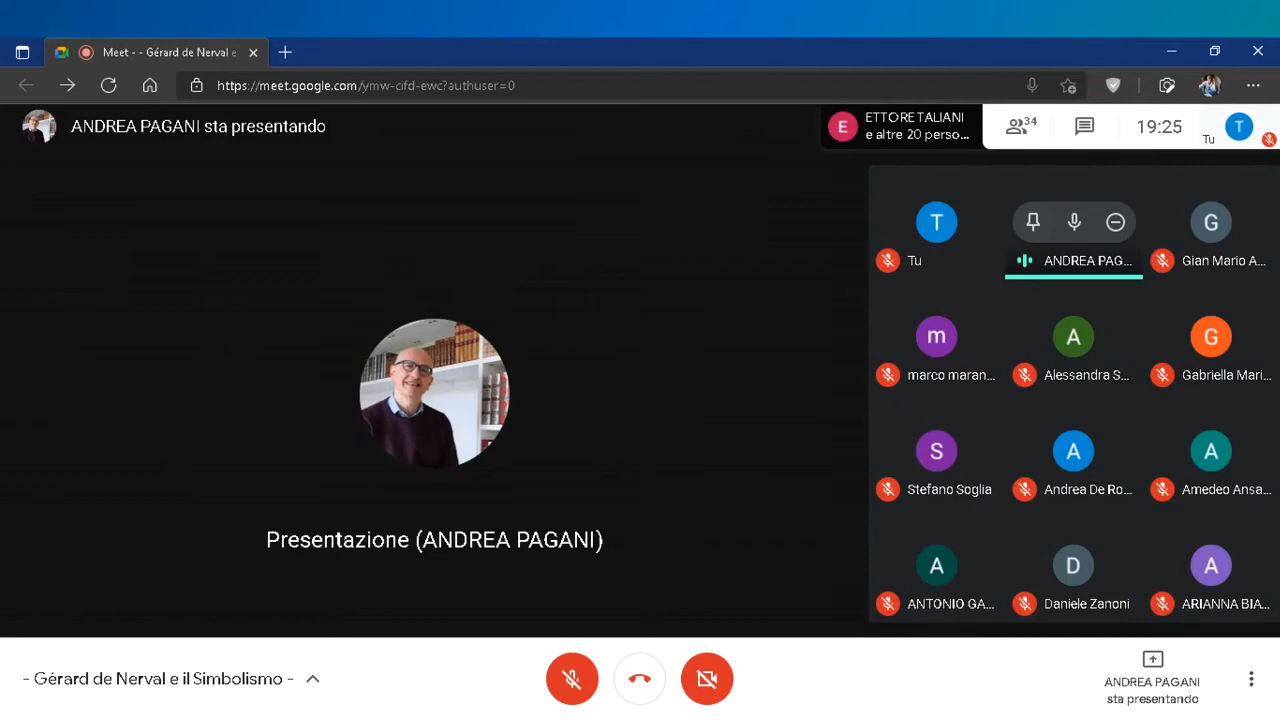 Meet - - Gérard de Nerval e
https://meet.google.com/ymw-cifd-ewc?authuser=0
ANDREA PAGANI sta presentando
E
ETTORE TALIANI
e altre 20 perso...
34
19:25
Tu
T
T
G
Tu
ANDREA PAG...
Gian Mario A...
m
A
G
marco maran...
Alessandra S...
Gabriella Mari...
S
A
A
Stefano Soglia
Andrea De Ro...
Amedeo Ansa...
A
D
A
ANTONIO GA...
Daniele Zanoni
ARIANNA BIA...
Presentazione (ANDREA PAGANI)
- Gérard de Nerval e il Simbolismo -
ANDREA PAGANI
sta presentando